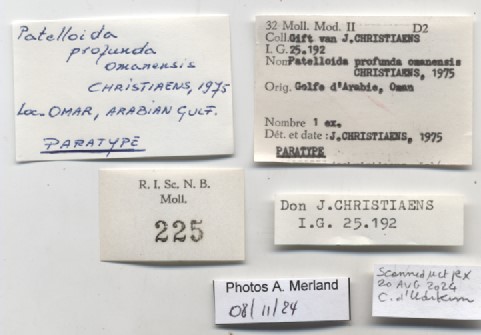 Patelloida
profunda
omanensis
CHRISTIAENS, 1975
Loc. OMAR, ARABIAN GULF.
PARATYPE
32 Moll. Mod. II D2
Coll. Gift van J.CHRISTIAENS
I. G. 25.192
Nom Patelloida profunda omanensis
CHRISTIAENS, 1975
Orig. Golfe d'Arabie, Oman
Nombre 1 ex.
Dét. et date : J.CHRISTIAENS, 1975
PARATYPE
R. I. Sc. N. B.
Moll.
225
Don J.CHRISTIAENS
I.G. 25.192
Photos A. Merland
08/11/24
Scanned
20 AUG 2024